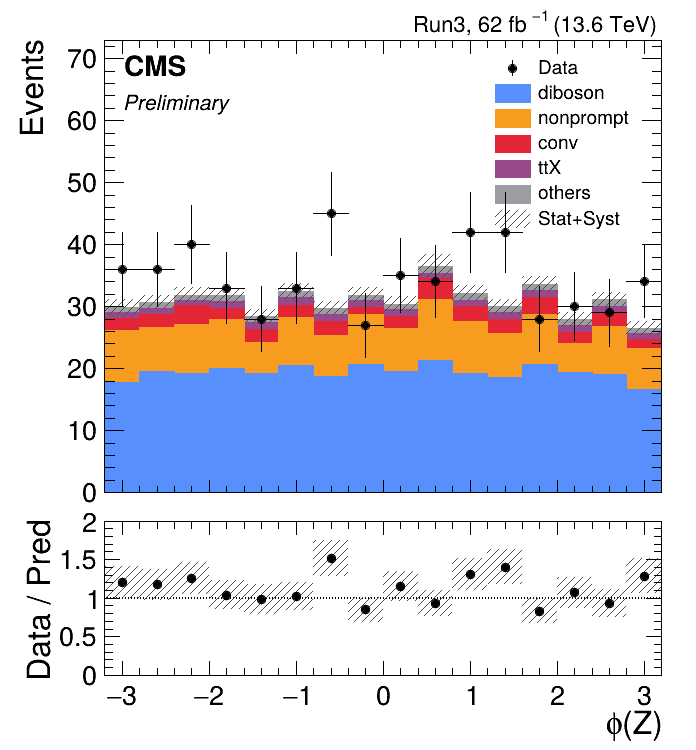 Run3, 62 fb⁻¹ (13.6 TeV)
CMS
Preliminary
Data
diboson
nonprompt
conv
ttX
others
Stat+Syst
Events
70
60
50
40
30
20
10
0
Data / Pred
2
1.5
1
0.5
0
−3 −2 −1 0 1 2 3
ϕ(Z)